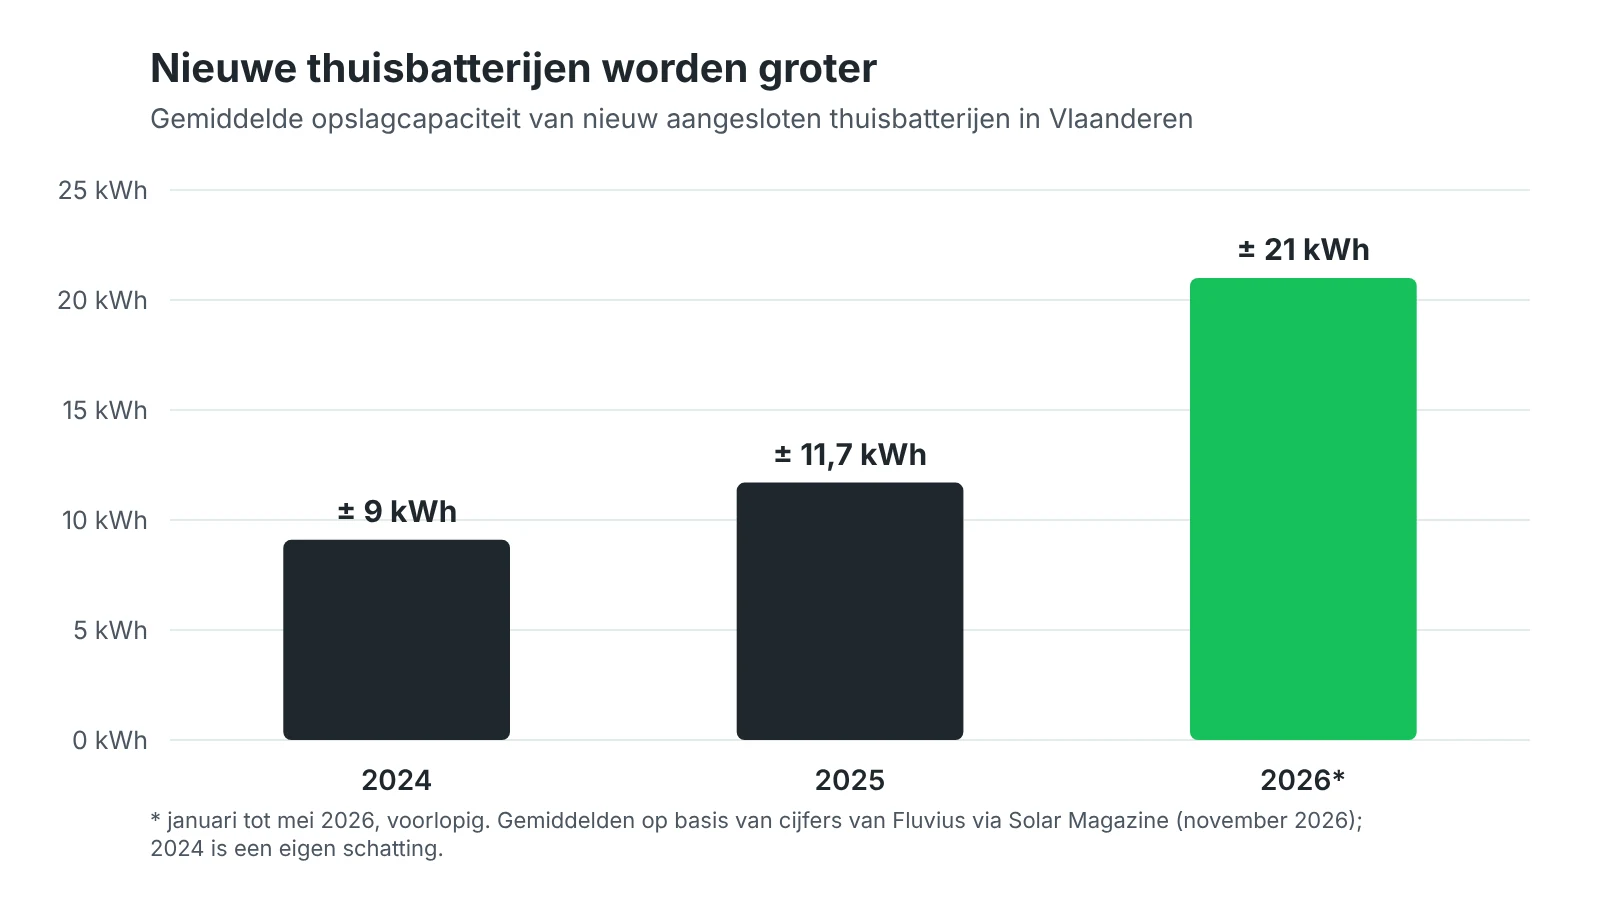 Nieuwe thuisbatterijen worden groter
Gemiddelde opslagcapaciteit van nieuw aangesloten thuisbatterijen in Vlaanderen
25 kWh
± 21 kWh
20 kWh
15 kWh
± 11,7 kWh
± 9 kWh
10 kWh
5 kWh
0 kWh
2024
2025
2026*
* januari tot mei 2026, voorlopig. Gemiddelden op basis van cijfers van Fluvius via Solar Magazine (november 2026);
2024 is een eigen schatting.